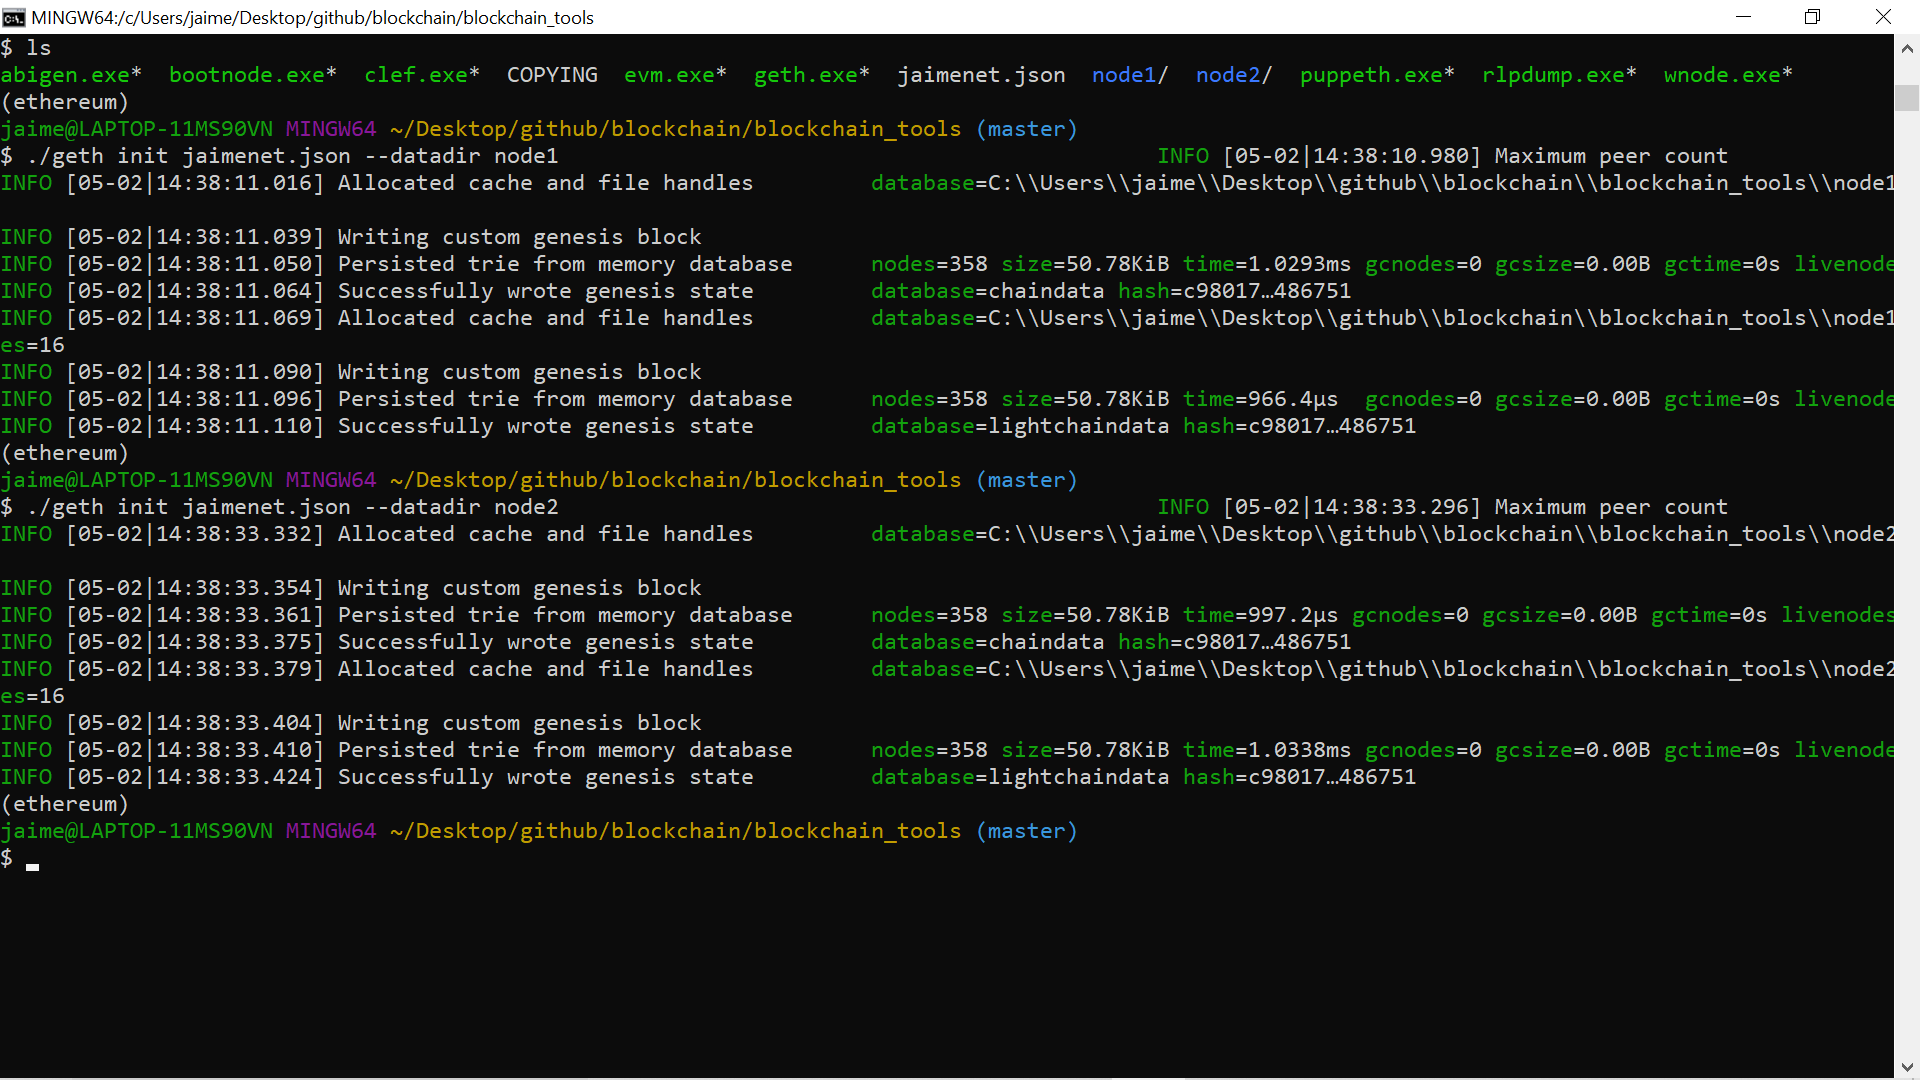 MINGW64:/c/Users/jaime/Desktop/github/blockchain/blockchain_tools
$ ls
abigen.exe*  bootnode.exe*  clef.exe*  COPYING  evm.exe*  geth.exe*  jaimenet.json  node1/  node2/  puppeth.exe*  rlpdump.exe*  wnode.exe*
(ethereum)
jaime@LAPTOP-11MS90VN MINGW64 ~/Desktop/github/blockchain/blockchain_tools (master)
$ ./geth init jaimenet.json --datadir node1 INFO [05-02|14:38:10.980] Maximum peer count
INFO [05-02|14:38:11.016] Allocated cache and file handles database=C:\\Users\\jaime\\Desktop\\github\\blockchain\\blockchain_tools\\node1
INFO [05-02|14:38:11.039] Writing custom genesis block
INFO [05-02|14:38:11.050] Persisted trie from memory database nodes=358 size=50.78KiB time=1.0293ms gcnodes=0 gcsize=0.00B gctime=0s livenode
INFO [05-02|14:38:11.064] Successfully wrote genesis state database=chaindata hash=c98017…486751
INFO [05-02|14:38:11.069] Allocated cache and file handles database=C:\\Users\\jaime\\Desktop\\github\\blockchain\\blockchain_tools\\node1
es=16
INFO [05-02|14:38:11.090] Writing custom genesis block
INFO [05-02|14:38:11.096] Persisted trie from memory database nodes=358 size=50.78KiB time=966.4µs gcnodes=0 gcsize=0.00B gctime=0s livenode
INFO [05-02|14:38:11.110] Successfully wrote genesis state database=lightchaindata hash=c98017…486751
(ethereum)
jaime@LAPTOP-11MS90VN MINGW64 ~/Desktop/github/blockchain/blockchain_tools (master)
$ ./geth init jaimenet.json --datadir node2 INFO [05-02|14:38:33.296] Maximum peer count
INFO [05-02|14:38:33.332] Allocated cache and file handles database=C:\\Users\\jaime\\Desktop\\github\\blockchain\\blockchain_tools\\node2
INFO [05-02|14:38:33.354] Writing custom genesis block
INFO [05-02|14:38:33.361] Persisted trie from memory database nodes=358 size=50.78KiB time=997.2µs gcnodes=0 gcsize=0.00B gctime=0s livenodes
INFO [05-02|14:38:33.375] Successfully wrote genesis state database=chaindata hash=c98017…486751
INFO [05-02|14:38:33.379] Allocated cache and file handles database=C:\\Users\\jaime\\Desktop\\github\\blockchain\\blockchain_tools\\node2
es=16
INFO [05-02|14:38:33.404] Writing custom genesis block
INFO [05-02|14:38:33.410] Persisted trie from memory database nodes=358 size=50.78KiB time=1.0338ms gcnodes=0 gcsize=0.00B gctime=0s livenode
INFO [05-02|14:38:33.424] Successfully wrote genesis state database=lightchaindata hash=c98017…486751
(ethereum)
jaime@LAPTOP-11MS90VN MINGW64 ~/Desktop/github/blockchain/blockchain_tools (master)
$